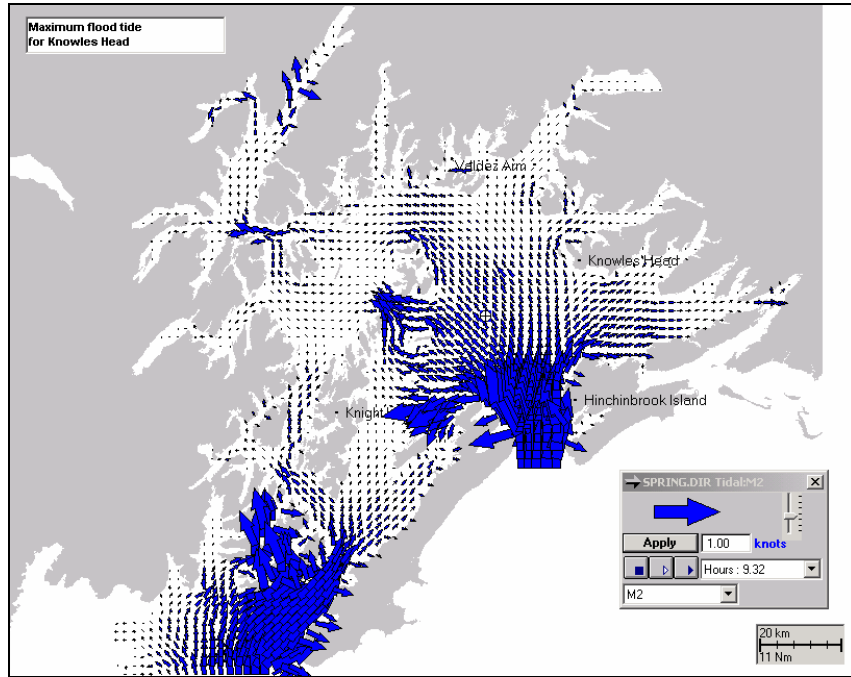 Maximum flood tide
for Knowles Head
Valdez Arm
Knowles Head
Hinchinbrook Island
Knight
SPRING.DIR Tidal:M2
Apply
1.00
knots
Hours : 9.32
M2
20 km
11 Nm